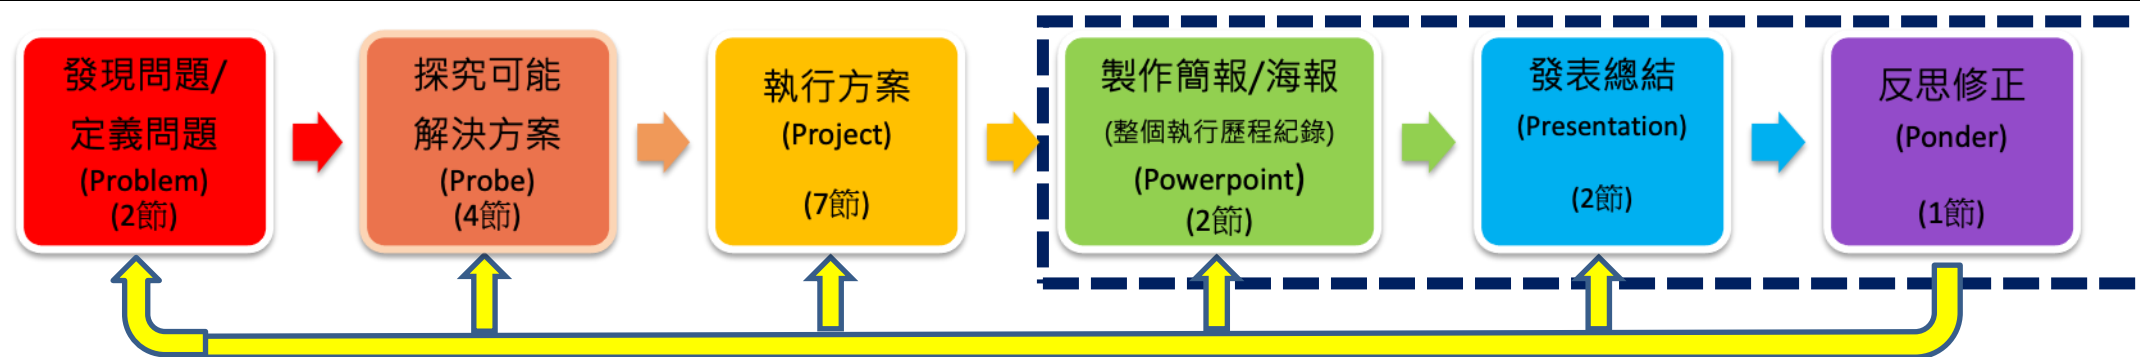 發現問題/
定義問題
(Problem)
(2節)
探究可能
解決方案
(Probe)
(4節)
執行方案
(Project)
(7節)
製作簡報/海報
(整個執行歷程紀錄)
(Powerpoint)
(2節)
發表總結
(Presentation)
(2節)
反思修正
(Ponder)
(1節)